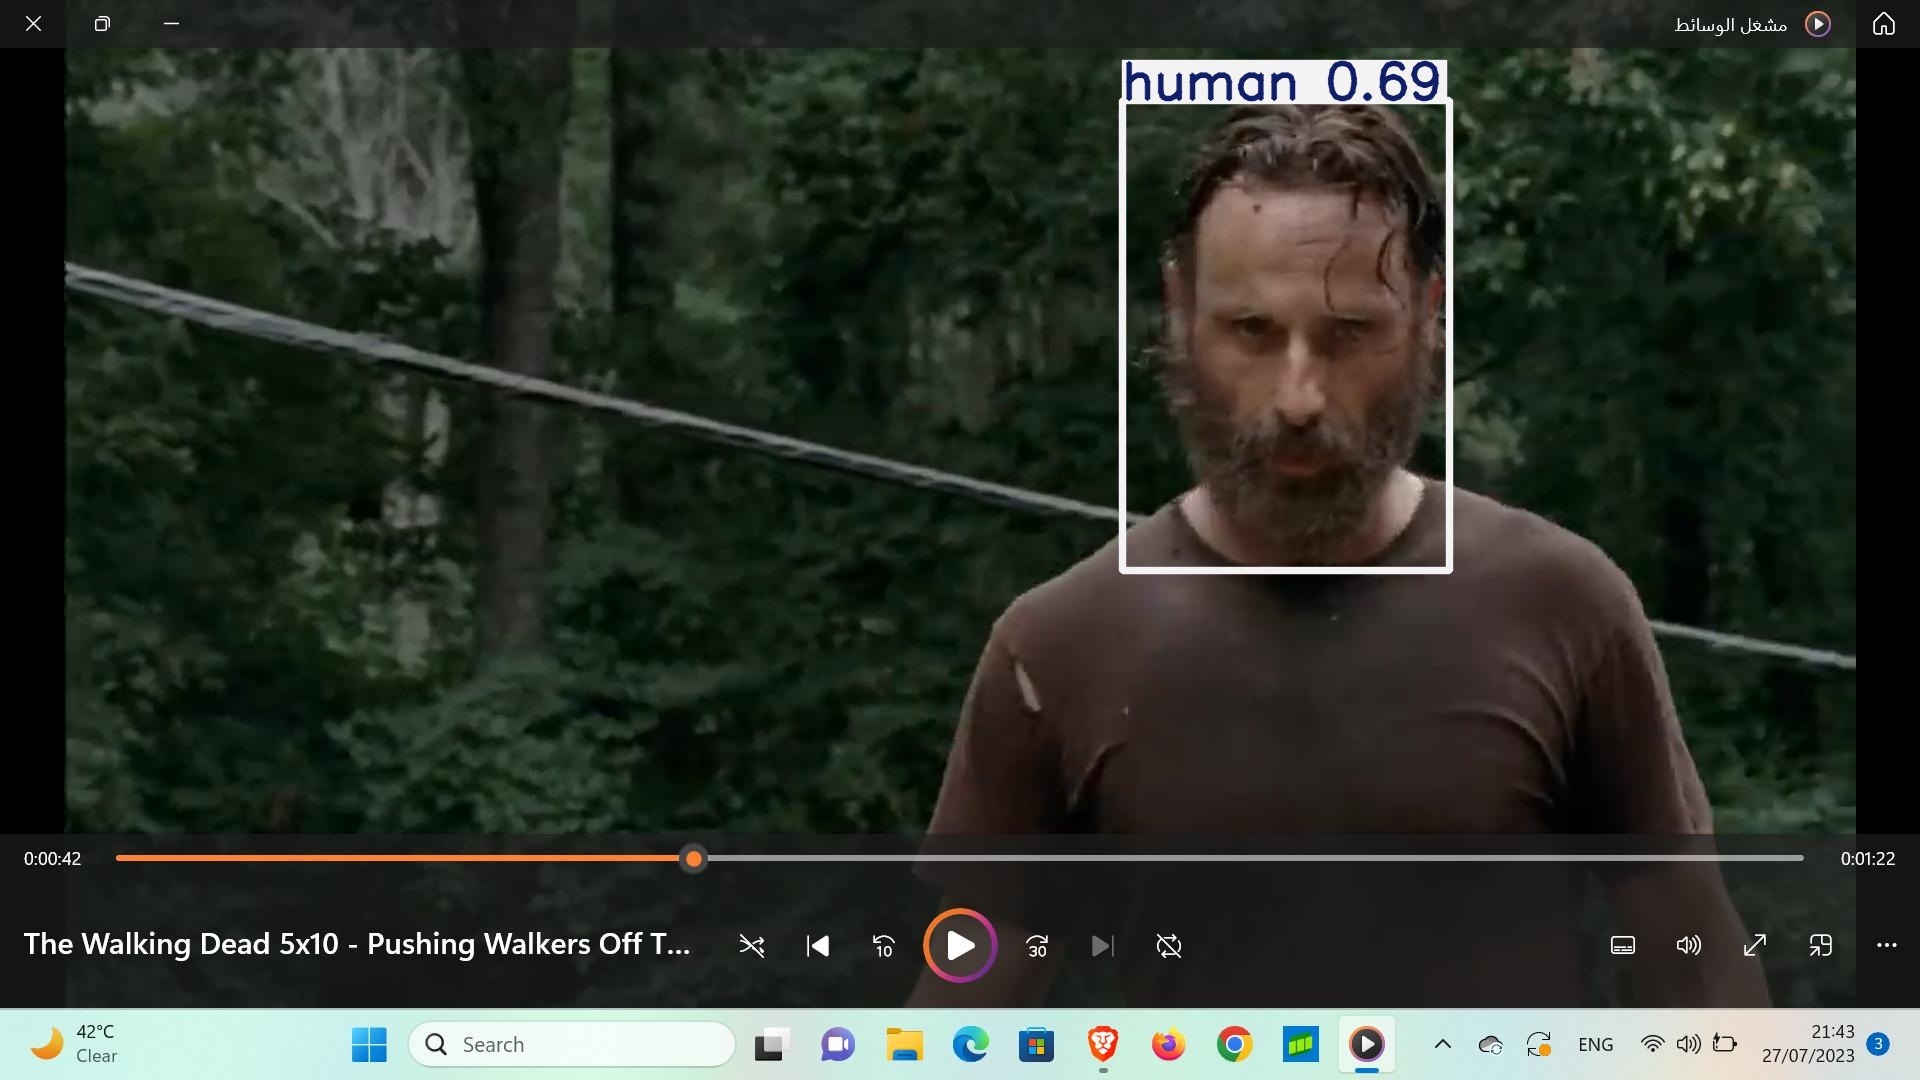 مشغل الوسائط
human 0.69
0:00:42
0:01:22
The Walking Dead 5x10 - Pushing Walkers Off T...
10
30
42°C
Clear
Search
ENG
21:43
27/07/2023
3